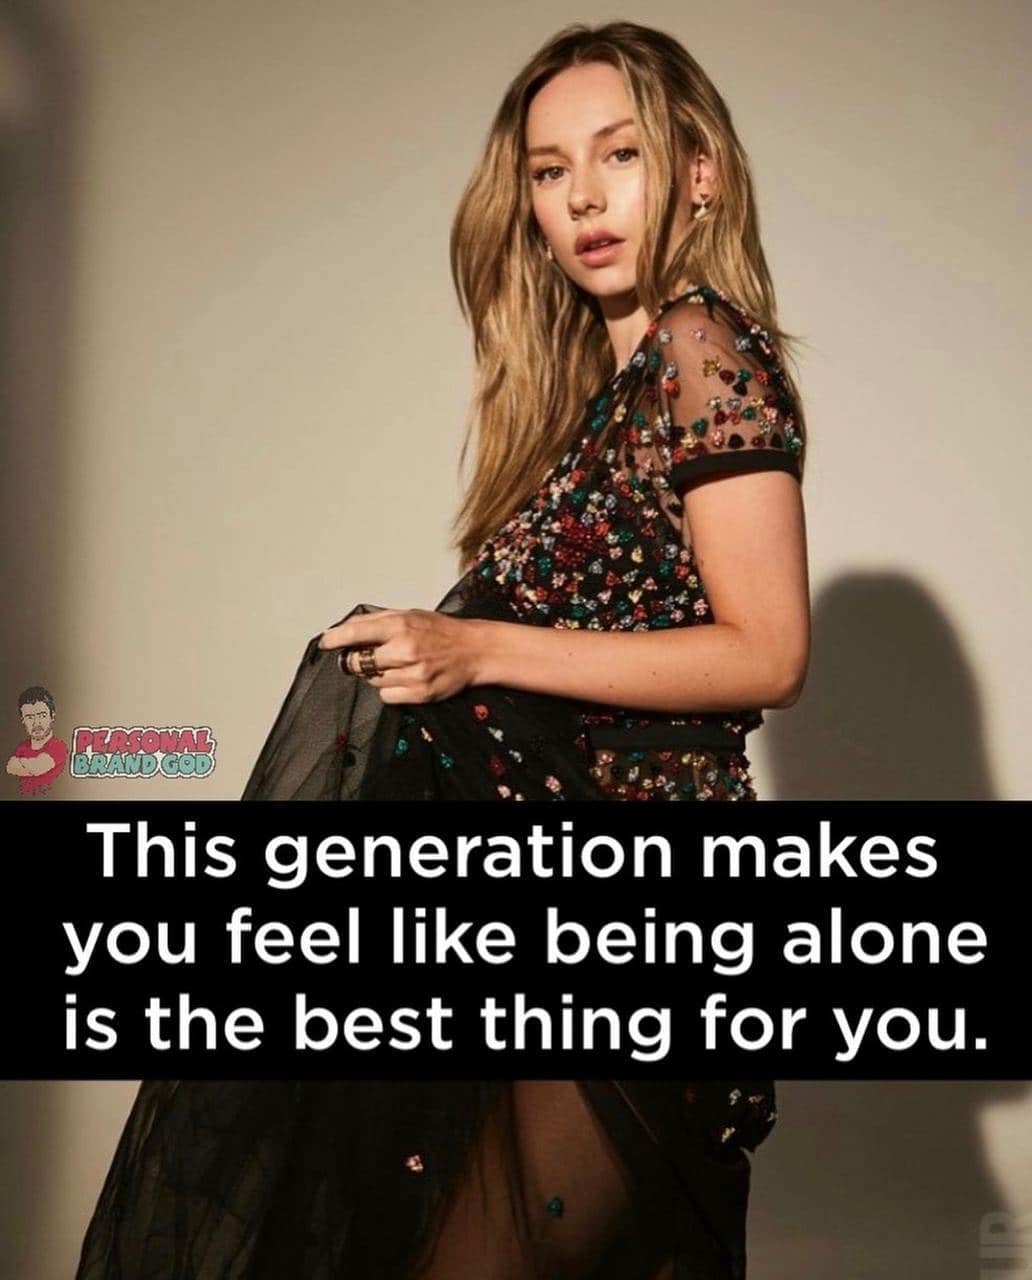 PERSONAL
BRAND GOD
This generation makes
you feel like being alone
is the best thing for you.